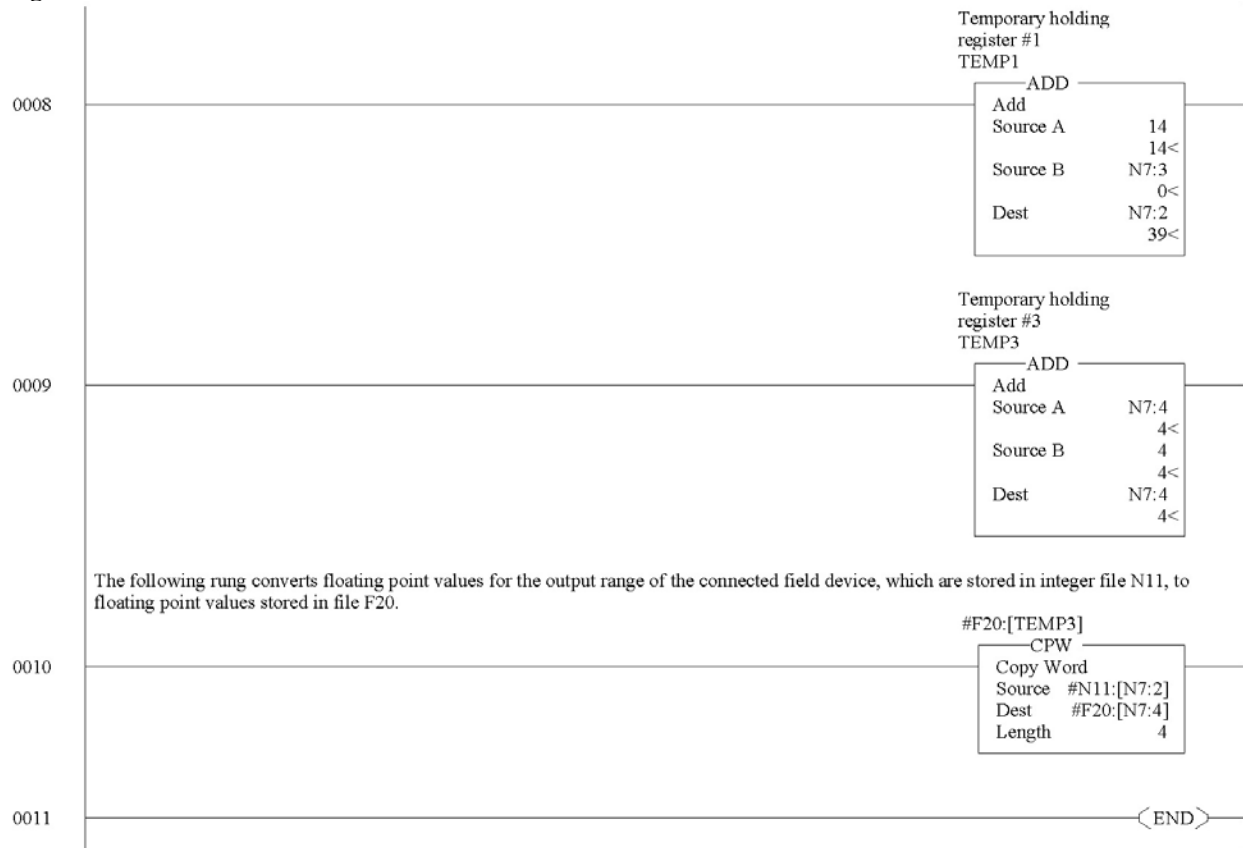 Temporary holding
register #1
TEMP1
ADD
0008
Add
Source A 14
14<
Source B N7:3
0<
Dest N7:2
39<
Temporary holding
register #3
TEMP3
ADD
0009
Add
Source A N7:4
4<
Source B 4
4<
Dest N7:4
4<
The following rung converts floating point values for the output range of the connected field device, which are stored in integer file N11, to
floating point values stored in file F20.
#F20:[TEMP3]
CPW
0010
Copy Word
Source #N11:[N7:2]
Dest #F20:[N7:4]
Length 4
0011
END